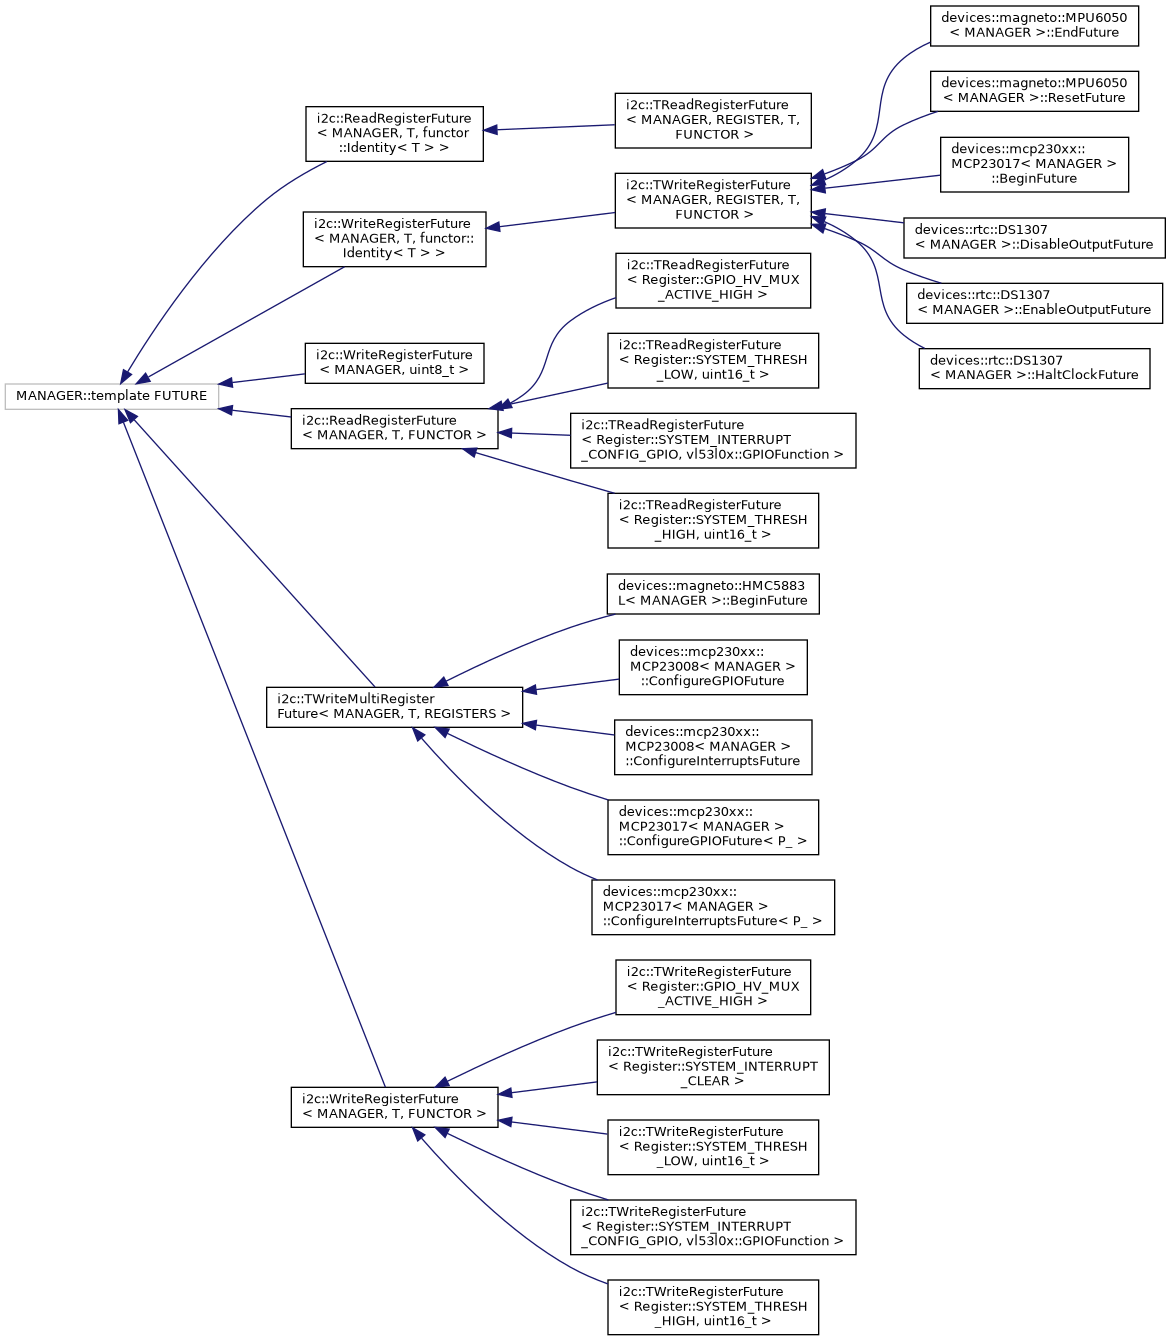 MANAGER::template FUTURE
i2c::ReadRegisterFuture
< MANAGER, T, functor
::Identity< T > >
i2c::TReadRegisterFuture
< MANAGER, REGISTER, T,
FUNCTOR >
i2c::WriteRegisterFuture
< MANAGER, T, functor::
Identity< T > >
i2c::TWriteRegisterFuture
< MANAGER, REGISTER, T,
FUNCTOR >
devices::magneto::MPU6050
< MANAGER >::EndFuture
devices::magneto::MPU6050
< MANAGER >::ResetFuture
devices::mcp230xx::
MCP23017< MANAGER >
::BeginFuture
devices::rtc::DS1307
< MANAGER >::DisableOutputFuture
devices::rtc::DS1307
< MANAGER >::EnableOutputFuture
devices::rtc::DS1307
< MANAGER >::HaltClockFuture
i2c::WriteRegisterFuture
< MANAGER, uint8_t >
i2c::ReadRegisterFuture
< MANAGER, T, FUNCTOR >
i2c::TReadRegisterFuture
< Register::GPIO_HV_MUX
_ACTIVE_HIGH >
i2c::TReadRegisterFuture
< Register::SYSTEM_THRESH
_LOW, uint16_t >
i2c::TReadRegisterFuture
< Register::SYSTEM_INTERRUPT
_CONFIG_GPIO, vl53l0x::GPIOFunction >
i2c::TReadRegisterFuture
< Register::SYSTEM_THRESH
_HIGH, uint16_t >
i2c::TWriteMultiRegister
Future< MANAGER, T, REGISTERS >
devices::magneto::HMC5883
L< MANAGER >::BeginFuture
devices::mcp230xx::
MCP23008< MANAGER >
::ConfigureGPIOFuture
devices::mcp230xx::
MCP23008< MANAGER >
::ConfigureInterruptsFuture
devices::mcp230xx::
MCP23017< MANAGER >
::ConfigureGPIOFuture< P_ >
devices::mcp230xx::
MCP23017< MANAGER >
::ConfigureInterruptsFuture< P_ >
i2c::WriteRegisterFuture
< MANAGER, T, FUNCTOR >
i2c::TWriteRegisterFuture
< Register::GPIO_HV_MUX
_ACTIVE_HIGH >
i2c::TWriteRegisterFuture
< Register::SYSTEM_INTERRUPT
_CLEAR >
i2c::TWriteRegisterFuture
< Register::SYSTEM_THRESH
_LOW, uint16_t >
i2c::TWriteRegisterFuture
< Register::SYSTEM_INTERRUPT
_CONFIG_GPIO, vl53l0x::GPIOFunction >
i2c::TWriteRegisterFuture
< Register::SYSTEM_THRESH
_HIGH, uint16_t >